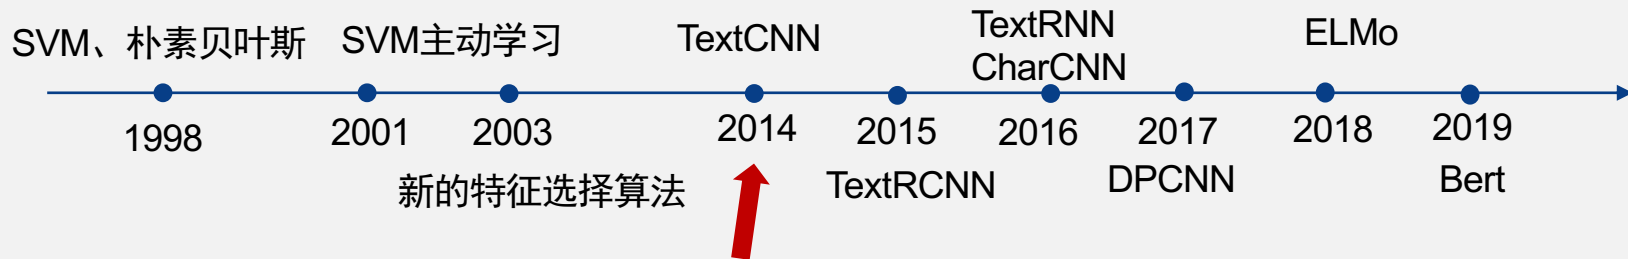 SVM、朴素贝叶斯
SVM主动学习
TextCNN
TextRNN
CharCNN
ELMo
1998
2001
2003
2014
2015
2016
2017
2018
2019
新的特征选择算法
TextRCNN
DPCNN
Bert